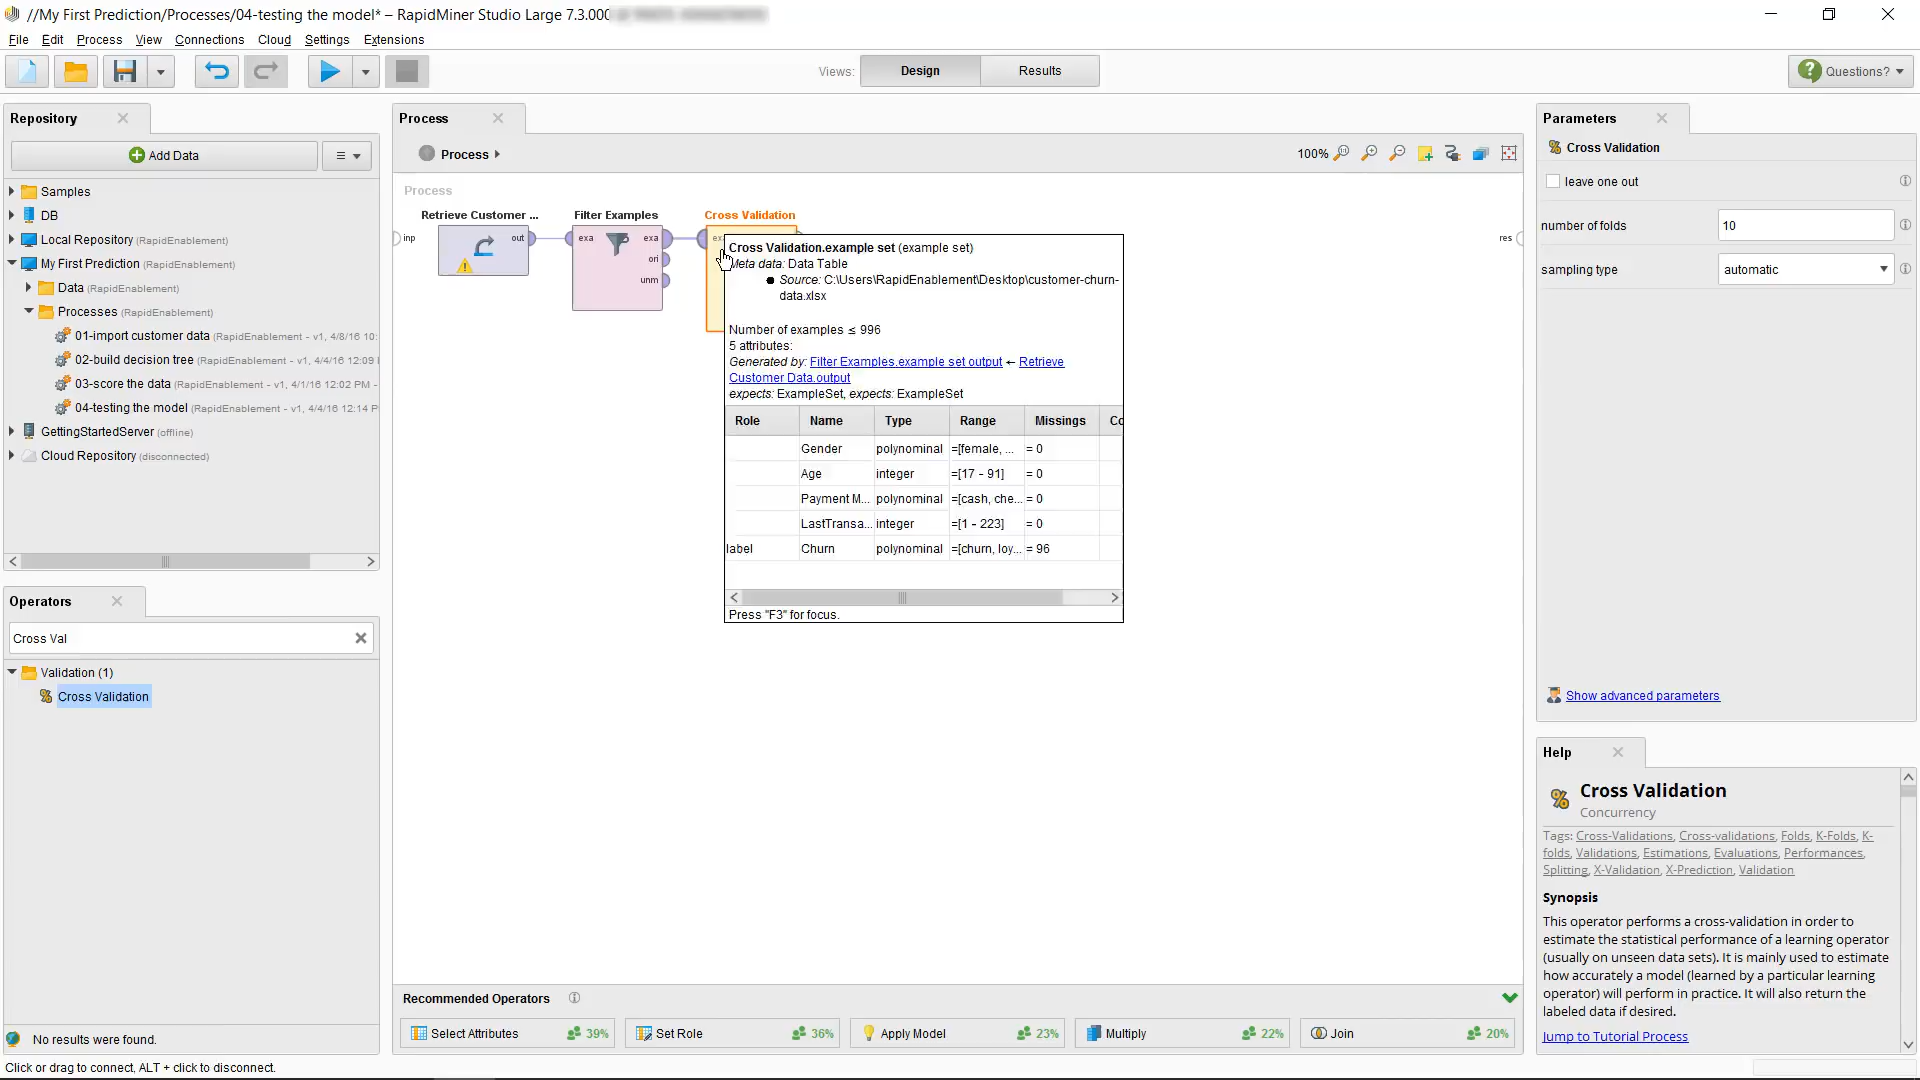 //My First Prediction/Processes/04-testing the model* – RapidMiner Studio Large 7.3.000
File Edit Process View Connections Cloud Settings Extensions
Views: Design Results
Questions?
Repository
Add Data
Samples
DB
Local Repository (RapidEnablement)
My First Prediction (RapidEnablement)
Data (RapidEnablement)
Processes (RapidEnablement)
01-import customer data (RapidEnablement - v1, 4/8/16 10:
02-build decision tree (RapidEnablement - v1, 4/4/16 12:09
03-score the data (RapidEnablement - v1, 4/1/16 12:02 PM -
04-testing the model (RapidEnablement - v1, 4/4/16 12:14 P
GettingStartedServer (offline)
Cloud Repository (disconnected)
Operators
Cross Val
Validation (1)
Cross Validation
No results were found.
Click or drag to connect, ALT + click to disconnect.
Process
Process
100%
Process
Retrieve Customer ... Filter Examples Cross Validation
inp out exa exa exa res
ori
unm
Cross Validation.example set (example set)
Meta data: Data Table
Source: C:\Users\RapidEnablement\Desktop\customer-churn-
data.xlsx
Number of examples ≤ 996
5 attributes:
Generated by: Filter Examples.example set output ← Retrieve
Customer Data.output
expects: ExampleSet, expects: ExampleSet
Role Name Type Range Missings Co
Gender polynominal =[female, ... = 0
Age integer =[17 - 91] = 0
Payment M... polynominal =[cash, che... = 0
LastTransa... integer =[1 - 223] = 0
label Churn polynominal =[churn, loy... = 96
Press "F3" for focus.
Recommended Operators
Select Attributes 39% Set Role 36% Apply Model 23% Multiply 22% Join 20%
Parameters
Cross Validation
leave one out
number of folds 10
sampling type automatic
Show advanced parameters
Help
Cross Validation
Concurrency
Tags: Cross-Validations, Cross-validations, Folds, K-Folds, K-
folds, Validations, Estimations, Evaluations, Performances,
Splitting, X-Validation, X-Prediction, Validation
Synopsis
This operator performs a cross-validation in order to
estimate the statistical performance of a learning operator
(usually on unseen data sets). It is mainly used to estimate
how accurately a model (learned by a particular learning
operator) will perform in practice. It will also return the
labeled data if desired.
Jump to Tutorial Process